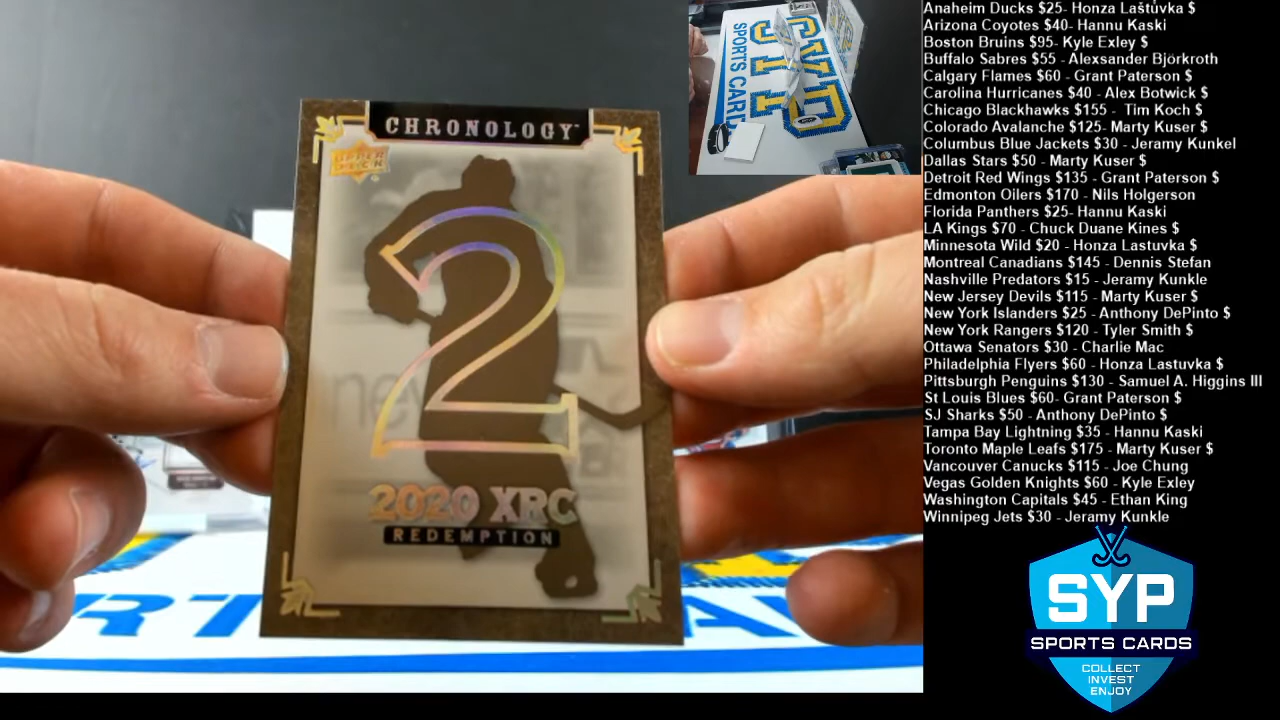 CHRONOLOGY
UPPER DECK
2
2020 XRC
REDEMPTION
SPORTS CARD
SYP
Anaheim Ducks $25- Honza Laštuvka $
Arizona Coyotes $40- Hannu Kaski
Boston Bruins $95- Kyle Exley $
Buffalo Sabres $55 - Alexsander Björkroth
Calgary Flames $60 - Grant Paterson $
Carolina Hurricanes $40 - Alex Botwick $
Chicago Blackhawks $155 - Tim Koch $
Colorado Avalanche $125- Marty Kuser $
Columbus Blue Jackets $30 - Jeramy Kunkel
Dallas Stars $50 - Marty Kuser $
Detroit Red Wings $135 - Grant Paterson $
Edmonton Oilers $170 - Nils Holgerson
Florida Panthers $25- Hannu Kaski
LA Kings $70 - Chuck Duane Kines $
Minnesota Wild $20 - Honza Lastuvka $
Montreal Canadians $145 - Dennis Stefan
Nashville Predators $15 - Jeramy Kunkle
New Jersey Devils $115 - Marty Kuser $
New York Islanders $25 - Anthony DePinto $
New York Rangers $120 - Tyler Smith $
Ottawa Senators $30 - Charlie Mac
Philadelphia Flyers $60 - Honza Lastuvka $
Pittsburgh Penguins $130 - Samuel A. Higgins III
St Louis Blues $60- Grant Paterson $
SJ Sharks $50 - Anthony DePinto $
Tampa Bay Lightning $35 - Hannu Kaski
Toronto Maple Leafs $175 - Marty Kuser $
Vancouver Canucks $115 - Joe Chung
Vegas Golden Knights $60 - Kyle Exley
Washington Capitals $45 - Ethan King
Winnipeg Jets $30 - Jeramy Kunkle
SYP
SPORTS CARDS
COLLECT
INVEST
ENJOY